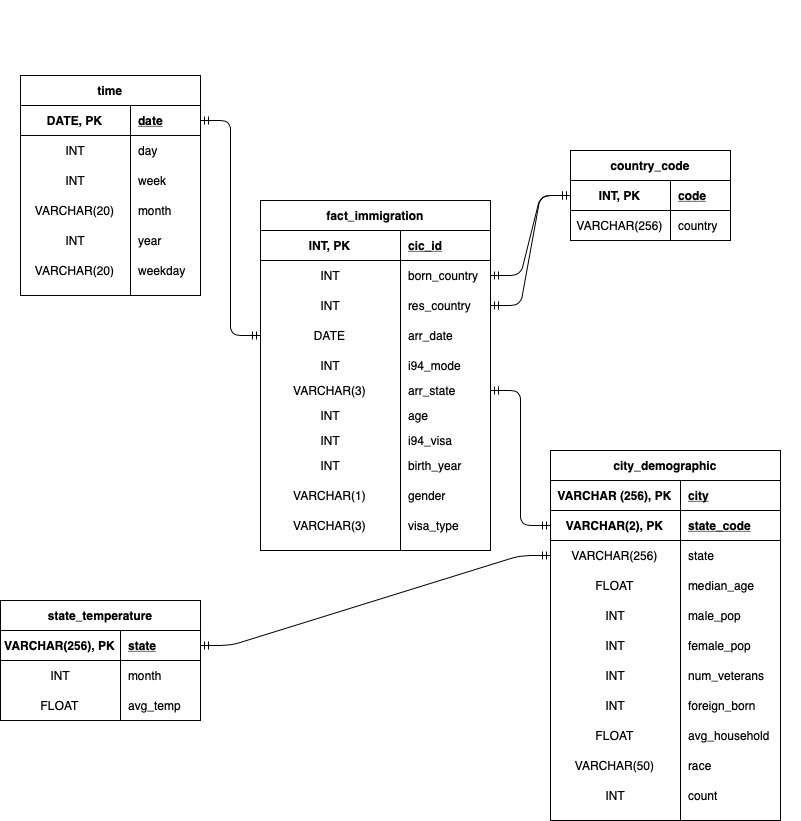 time
DATE, PK date
INT day
INT week
VARCHAR(20) month
INT year
VARCHAR(20) weekday
country_code
INT, PK code
VARCHAR(256) country
fact_immigration
INT, PK cic_id
INT born_country
INT res_country
DATE arr_date
INT i94_mode
VARCHAR(3) arr_state
INT age
INT i94_visa
INT birth_year
VARCHAR(1) gender
VARCHAR(3) visa_type
city_demographic
VARCHAR (256), PK city
VARCHAR(2), PK state_code
VARCHAR(256) state
FLOAT median_age
INT male_pop
INT female_pop
INT num_veterans
INT foreign_born
FLOAT avg_household
VARCHAR(50) race
INT count
state_temperature
VARCHAR(256), PK state
INT month
FLOAT avg_temp